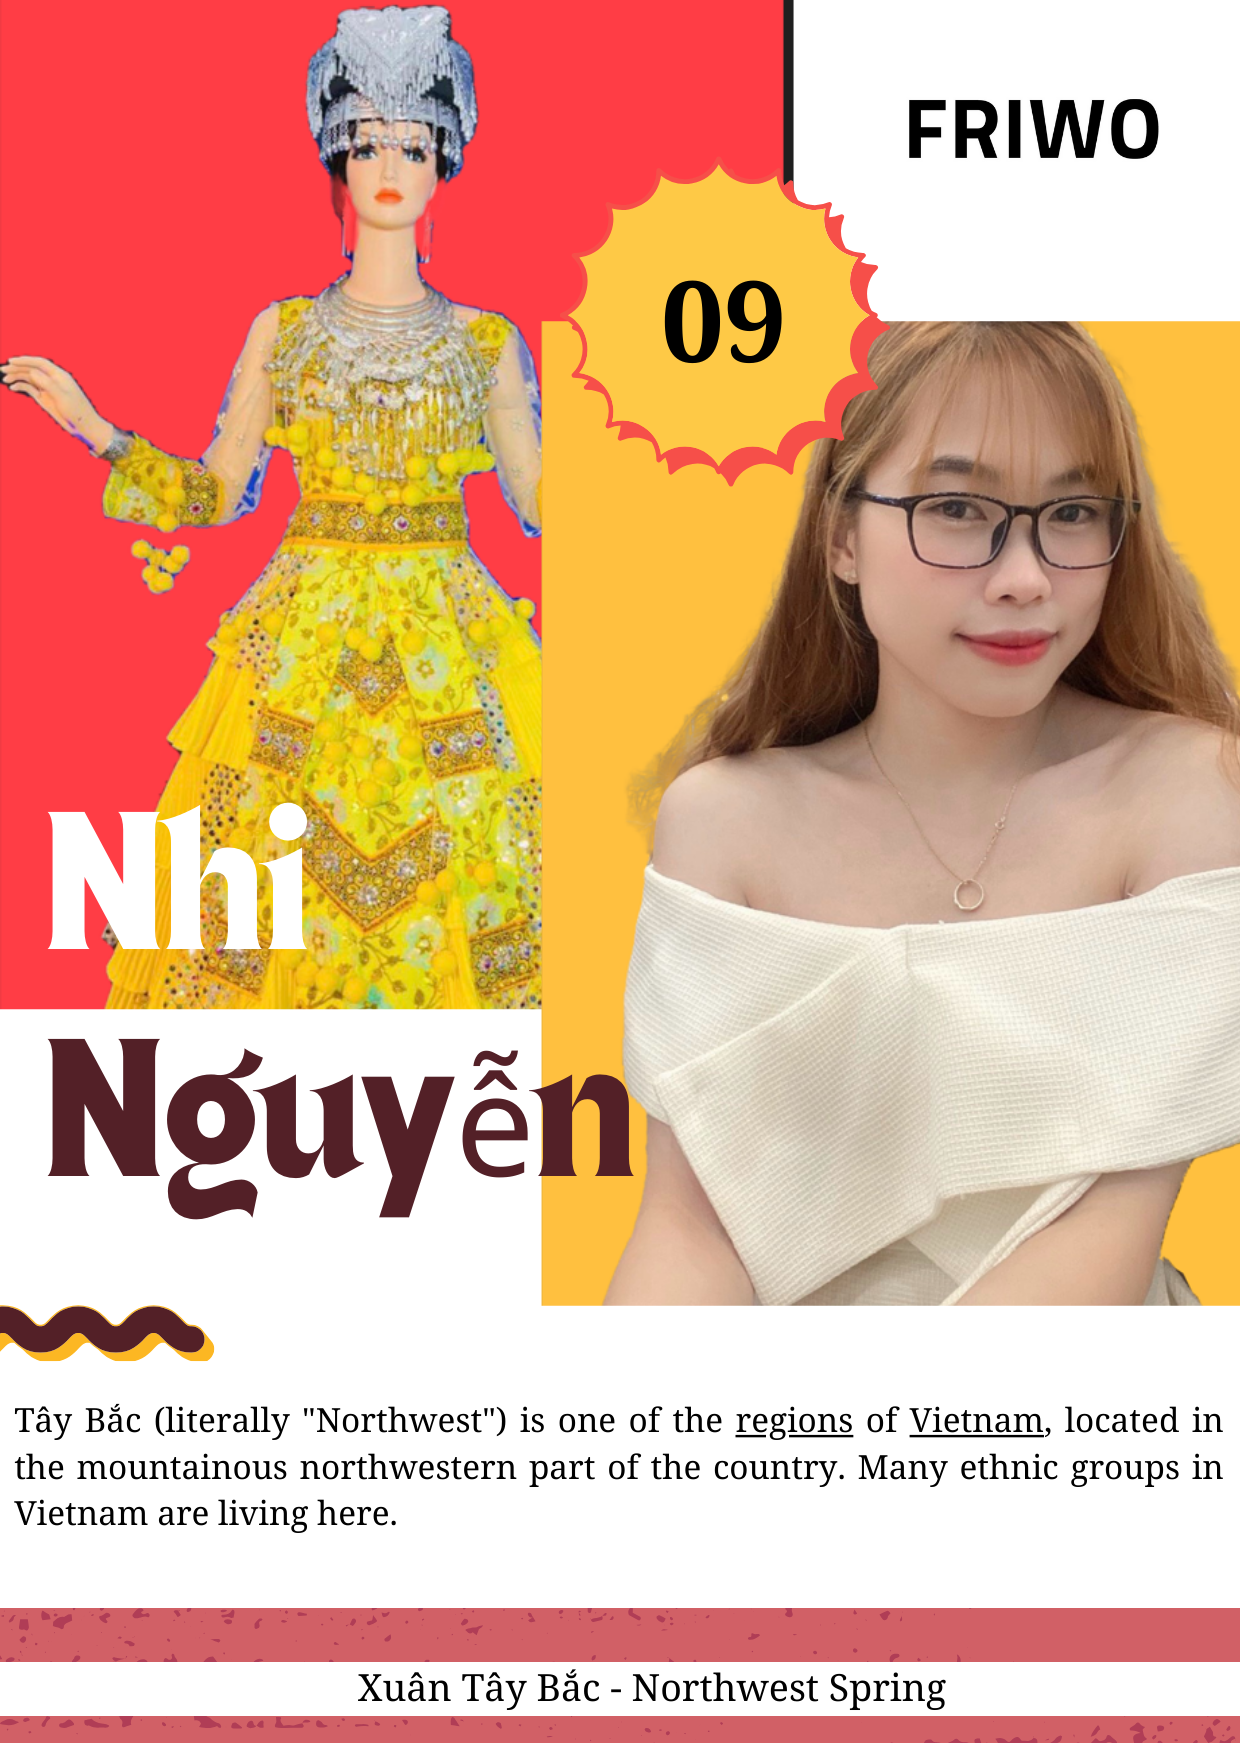 FRIWO
09
Nhi
Nguyễn
Tây Bắc (literally "Northwest") is one of the regions of Vietnam, located in
the mountainous northwestern part of the country. Many ethnic groups in
Vietnam are living here.
Xuân Tây Bắc - Northwest Spring